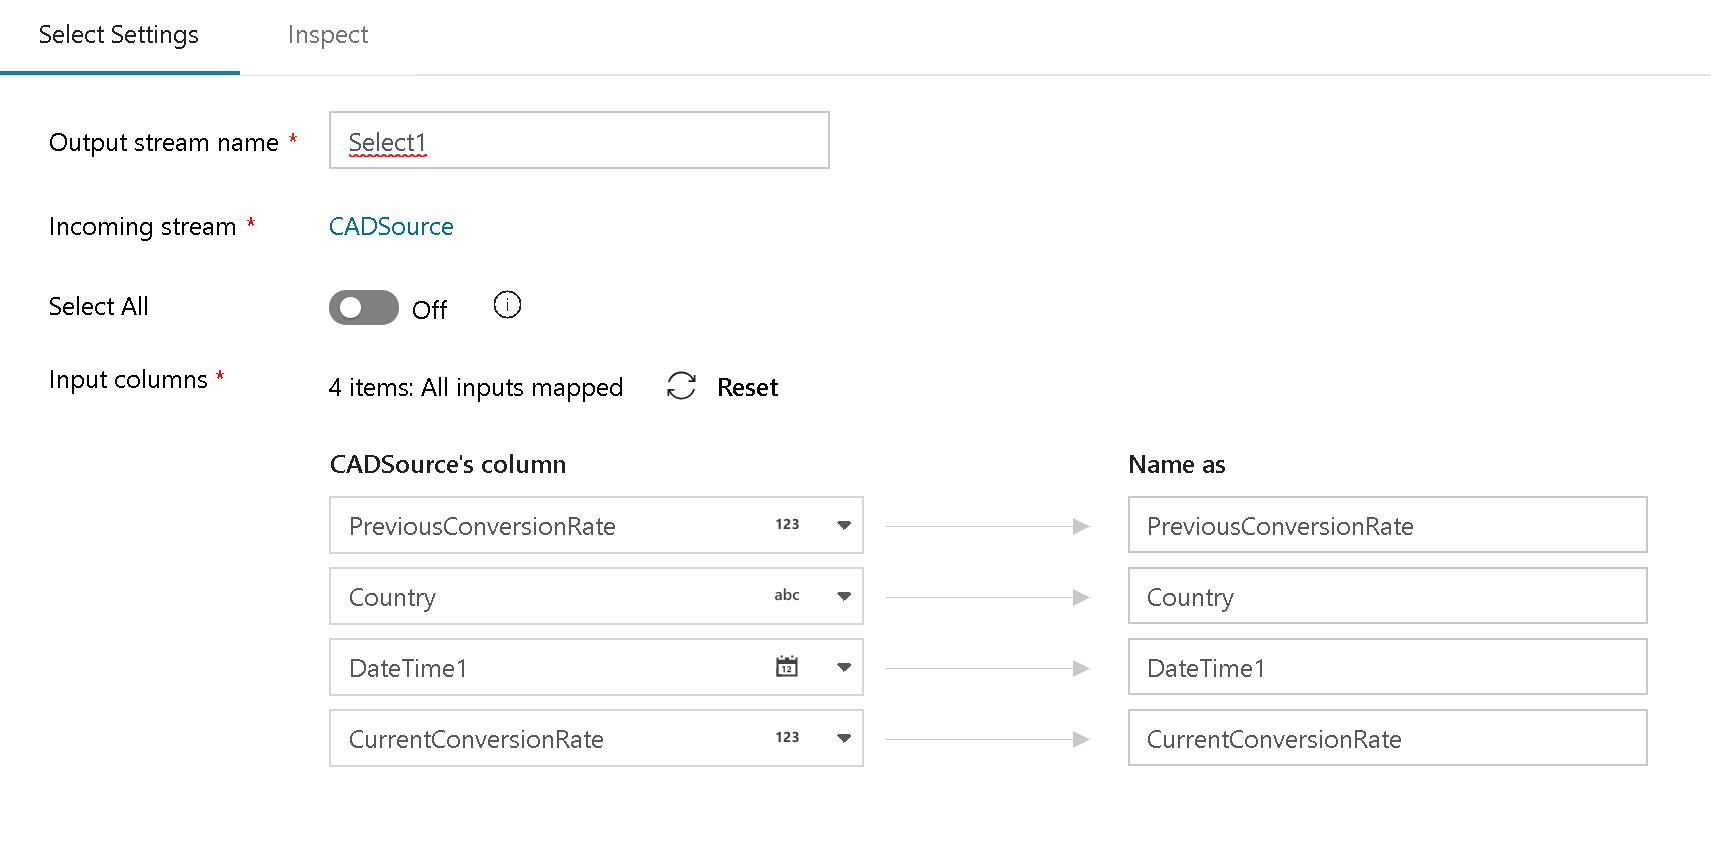 Select Settings Inspect
Output stream name * Select1
Incoming stream * CADSource
Select All Off
Input columns * 4 items: All inputs mapped Reset
CADSource's column Name as
PreviousConversionRate 123 PreviousConversionRate
Country abc Country
DateTime1 12 DateTime1
CurrentConversionRate 123 CurrentConversionRate